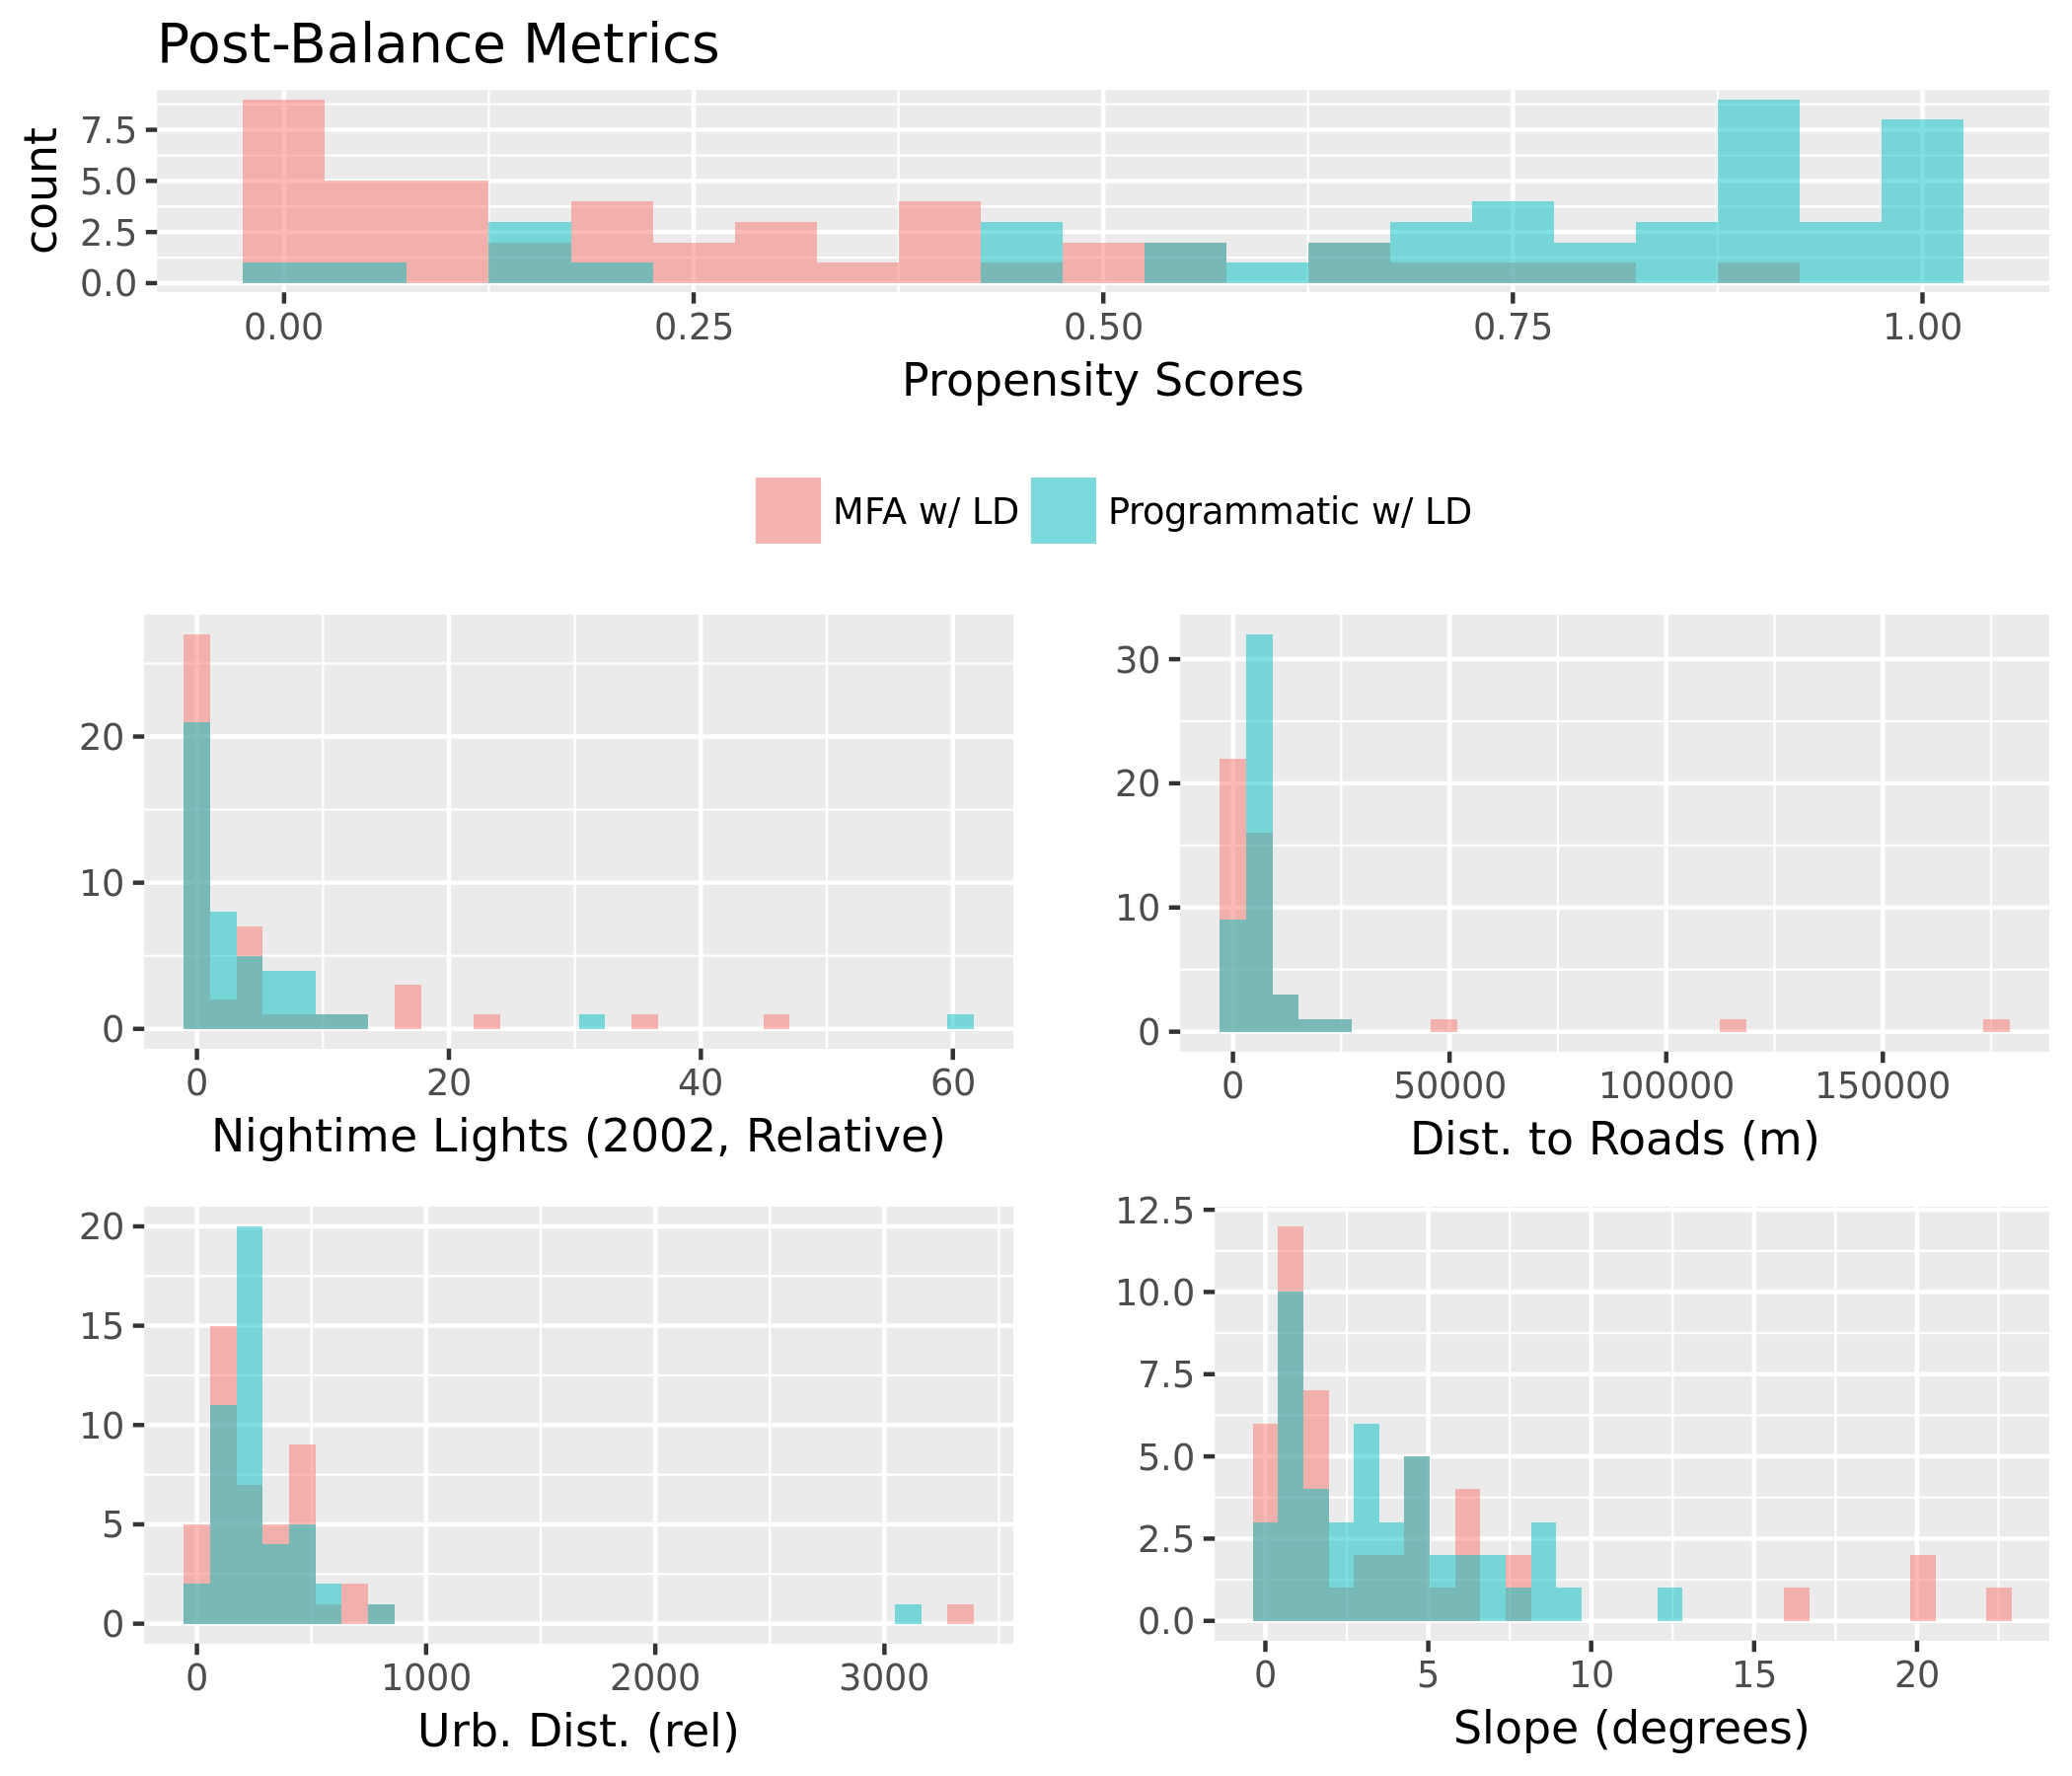 Post-Balance Metrics
count
7.5
5.0
2.5
0.0
0.00 0.25 0.50 0.75 1.00
Propensity Scores
MFA w/ LD Programmatic w/ LD
20
10
0
0 20 40 60
Nightime Lights (2002, Relative)
30
20
10
0
0 50000 100000 150000
Dist. to Roads (m)
20
15
10
5
0
0 1000 2000 3000
Urb. Dist. (rel)
12.5
10.0
7.5
5.0
2.5
0.0
0 5 10 15 20
Slope (degrees)